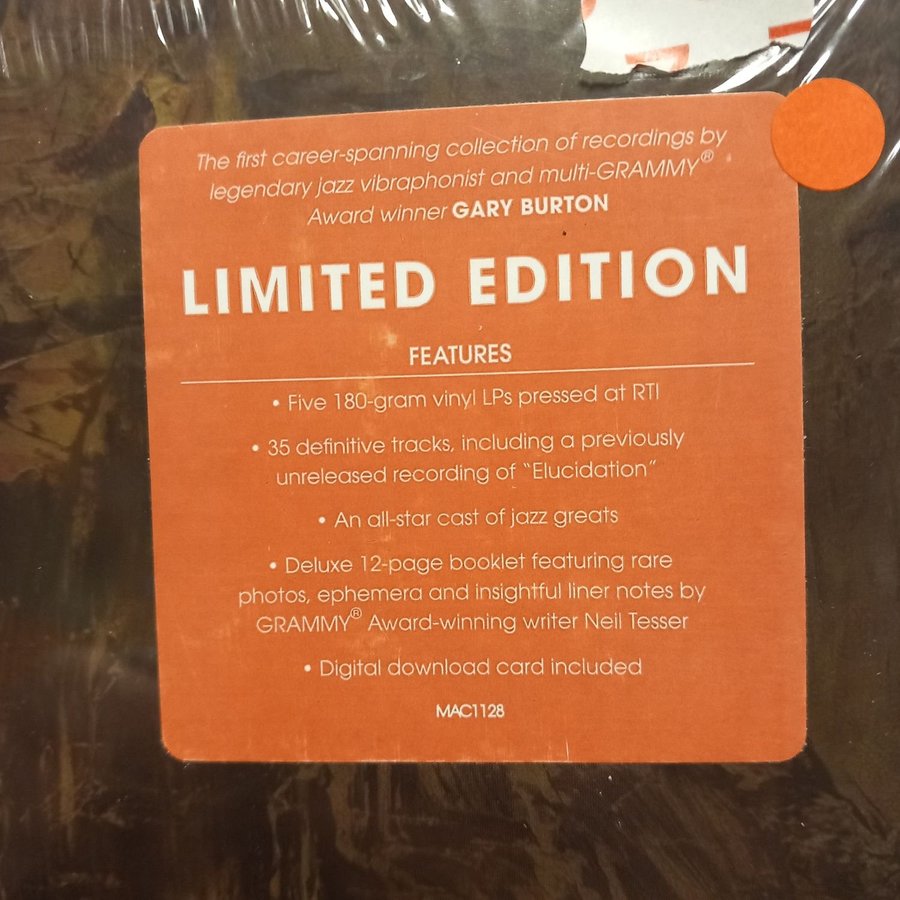 The first career-spanning collection of recordings by
legendary jazz vibraphonist and multi-GRAMMY®
Award winner GARY BURTON
LIMITED EDITION
FEATURES
• Five 180-gram vinyl LPs pressed at RTI
• 35 definitive tracks, including a previously
unreleased recording of “Elucidation”
• An all-star cast of jazz greats
• Deluxe 12-page booklet featuring rare
photos, ephemera and insightful liner notes by
GRAMMY® Award-winning writer Neil Tesser
• Digital download card included
MAC1128